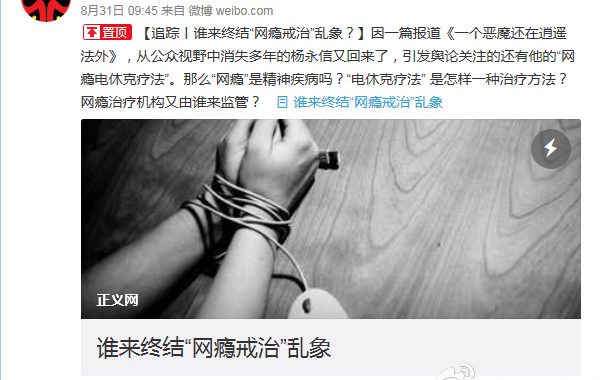 8月31日 09:45 来自 微博 weibo.com
置顶 【追踪丨谁来终结“网瘾戒治”乱象？】因一篇报道《一个恶魔还在逍遥
法外》，从公众视野中消失多年的杨永信又回来了，引发舆论关注的还有他的“网
瘾电休克疗法”。那么“网瘾”是精神疾病吗？“电休克疗法” 是怎样一种治疗方法？
网瘾治疗机构又由谁来监管？ 谁来终结“网瘾戒治”乱象
正义网
谁来终结“网瘾戒治”乱象